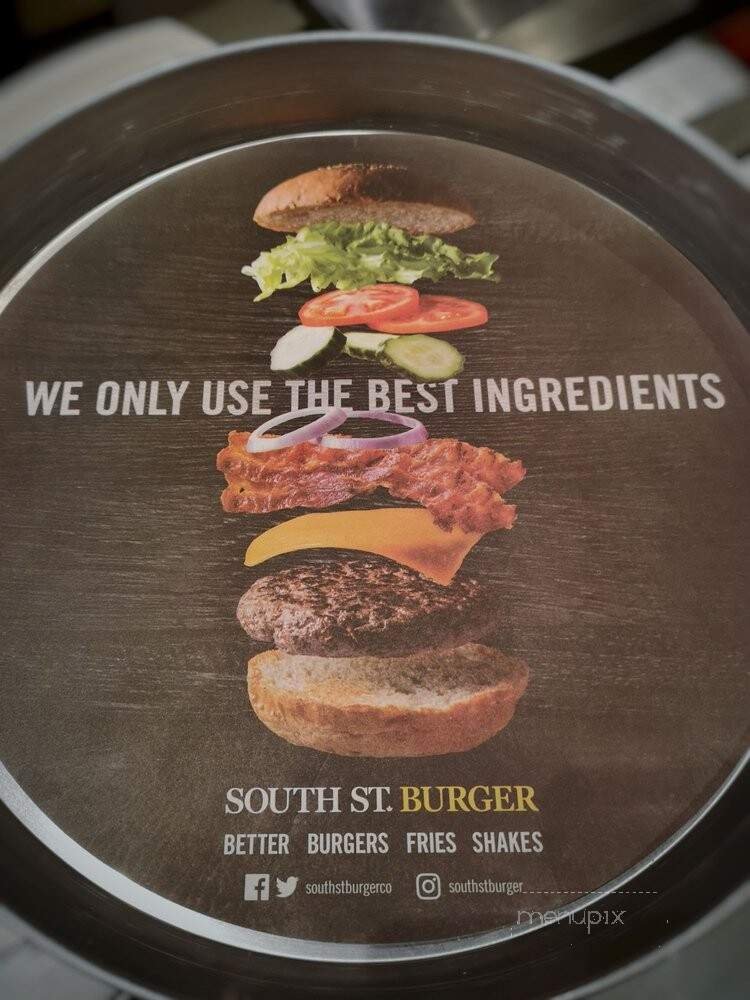 WE ONLY USE THE BEST INGREDIENTS
SOUTH ST. BURGER
BETTER BURGERS FRIES SHAKES
southstburgerco southstburger
menupix